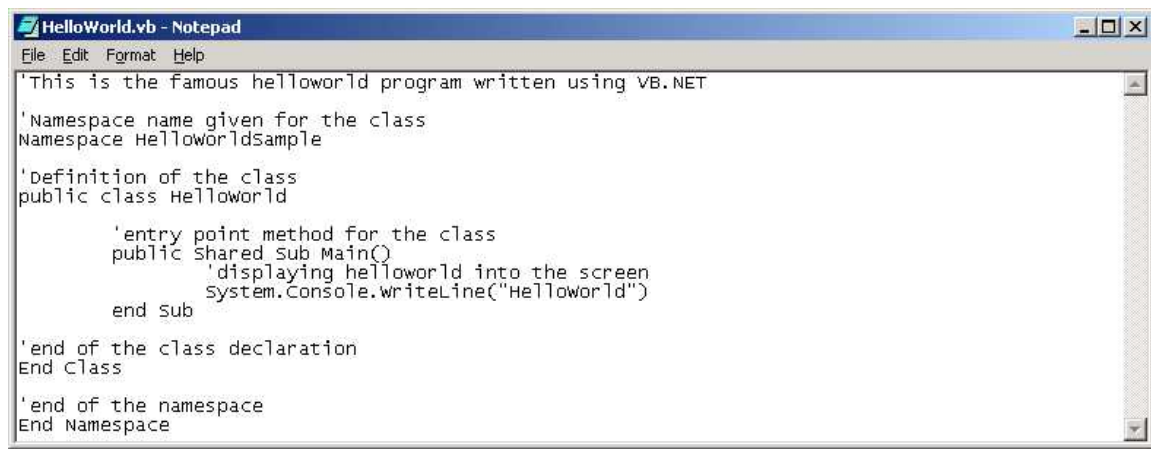 HelloWorld.vb - Notepad
File Edit Format Help
'This is the famous helloworld program written using VB.NET
'Namespace name given for the class
Namespace HelloWorldSample
'Definition of the class
public class HelloWorld
'entry point method for the class
public Shared Sub Main()
'displaying helloworld into the screen
System.Console.WriteLine("HelloWorld")
end Sub
'end of the class declaration
End Class
'end of the namespace
End Namespace